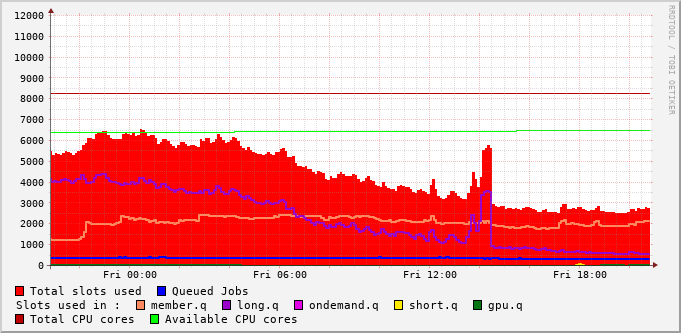 12000
11000
10000
9000
8000
7000
6000
5000
4000
3000
2000
1000
0
Fri 00:00 Fri 06:00 Fri 12:00 Fri 18:00
Total slots used Queued Jobs
Slots used in : member.q long.q ondemand.q short.q gpu.q
Total CPU cores Available CPU cores
RRDTOOL / TOBI OETIKER